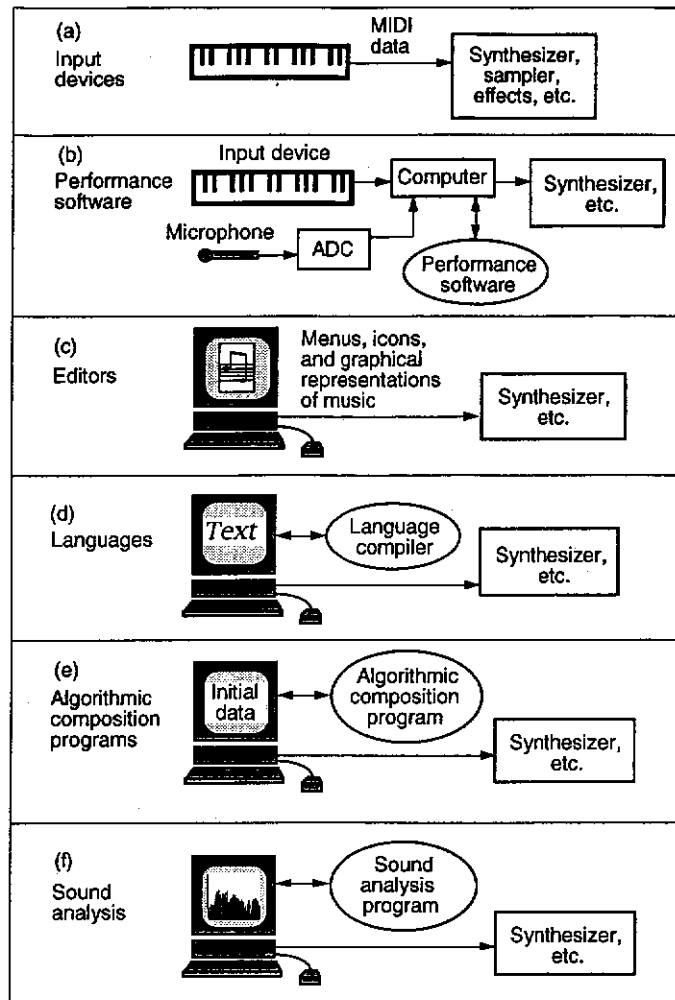 (a)
Input
devices
MIDI
data
Synthesizer,
sampler,
effects, etc.
(b)
Performance
software
Input device
Computer
Synthesizer,
etc.
Microphone
ADC
Performance
software
(c)
Editors
Menus, icons,
and graphical
representations
of music
Synthesizer,
etc.
(d)
Languages
Text
Language
compiler
Synthesizer,
etc.
(e)
Algorithmic
composition
programs
Initial
data
Algorithmic
composition
program
Synthesizer,
etc.
(f)
Sound
analysis
Sound
analysis
program
Synthesizer,
etc.